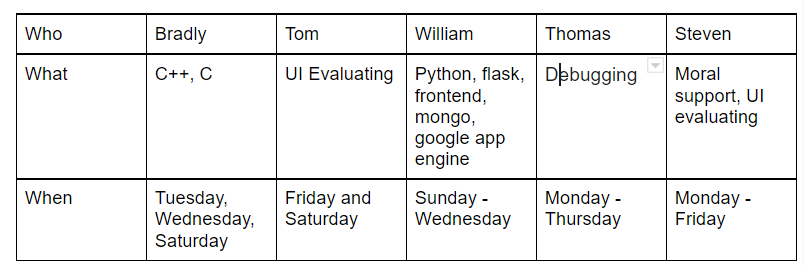 Who Bradly Tom William Thomas Steven
What C++, C UI Evaluating Python, flask, Debugging Moral
frontend, support, UI
mongo, evaluating
google app
engine
When Tuesday, Friday and Sunday - Monday - Monday -
Wednesday, Saturday Wednesday Thursday Friday
Saturday